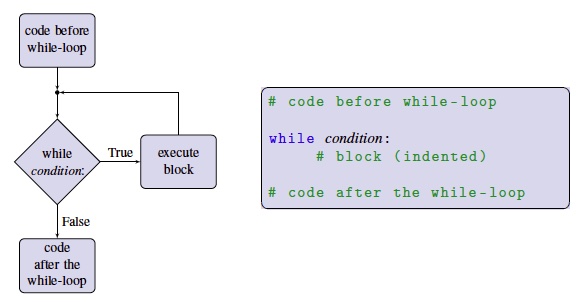 code before
while-loop
while
condition:
True
execute
block
False
code
after the
while-loop
# code before while-loop
while condition:
# block (indented)
# code after the while-loop